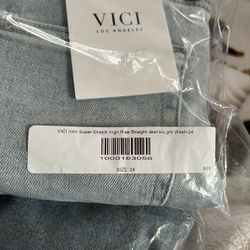 VICI
LOS ANGELES
VICI Icon Super Stretch High Rise Straight Jeans-Light Wash-24
1000163056
SIZE: 24